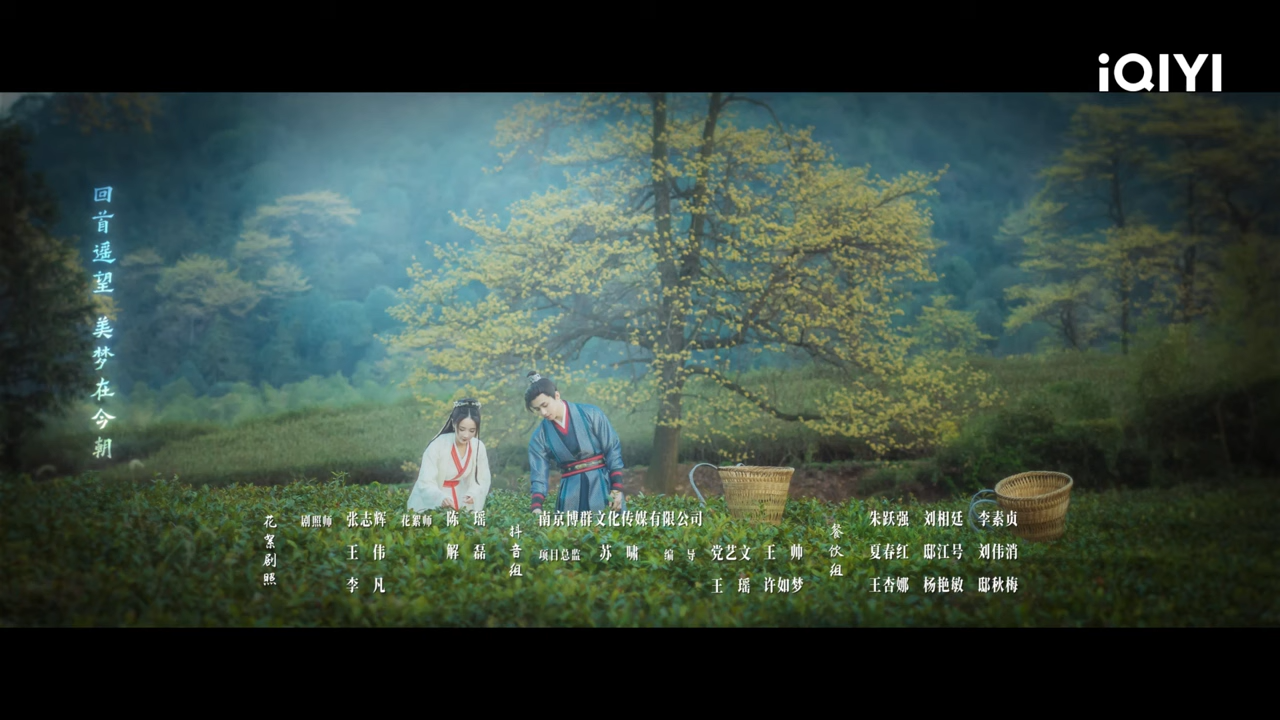 iQIYI
回首遥望 美梦在今朝
花絮剧照
剧照师 张志辉 花絮师 陈 瑶
王 伟 解 磊
李 凡
抖音组
南京博群文化传媒有限公司
项目总监 苏 啸 编 导 党艺文 王 帅
王 瑶 许如梦
餐饮组
朱跃强 刘相廷 李素贞
夏春红 邸江号 刘伟消
王杏娜 杨艳敏 邸秋梅